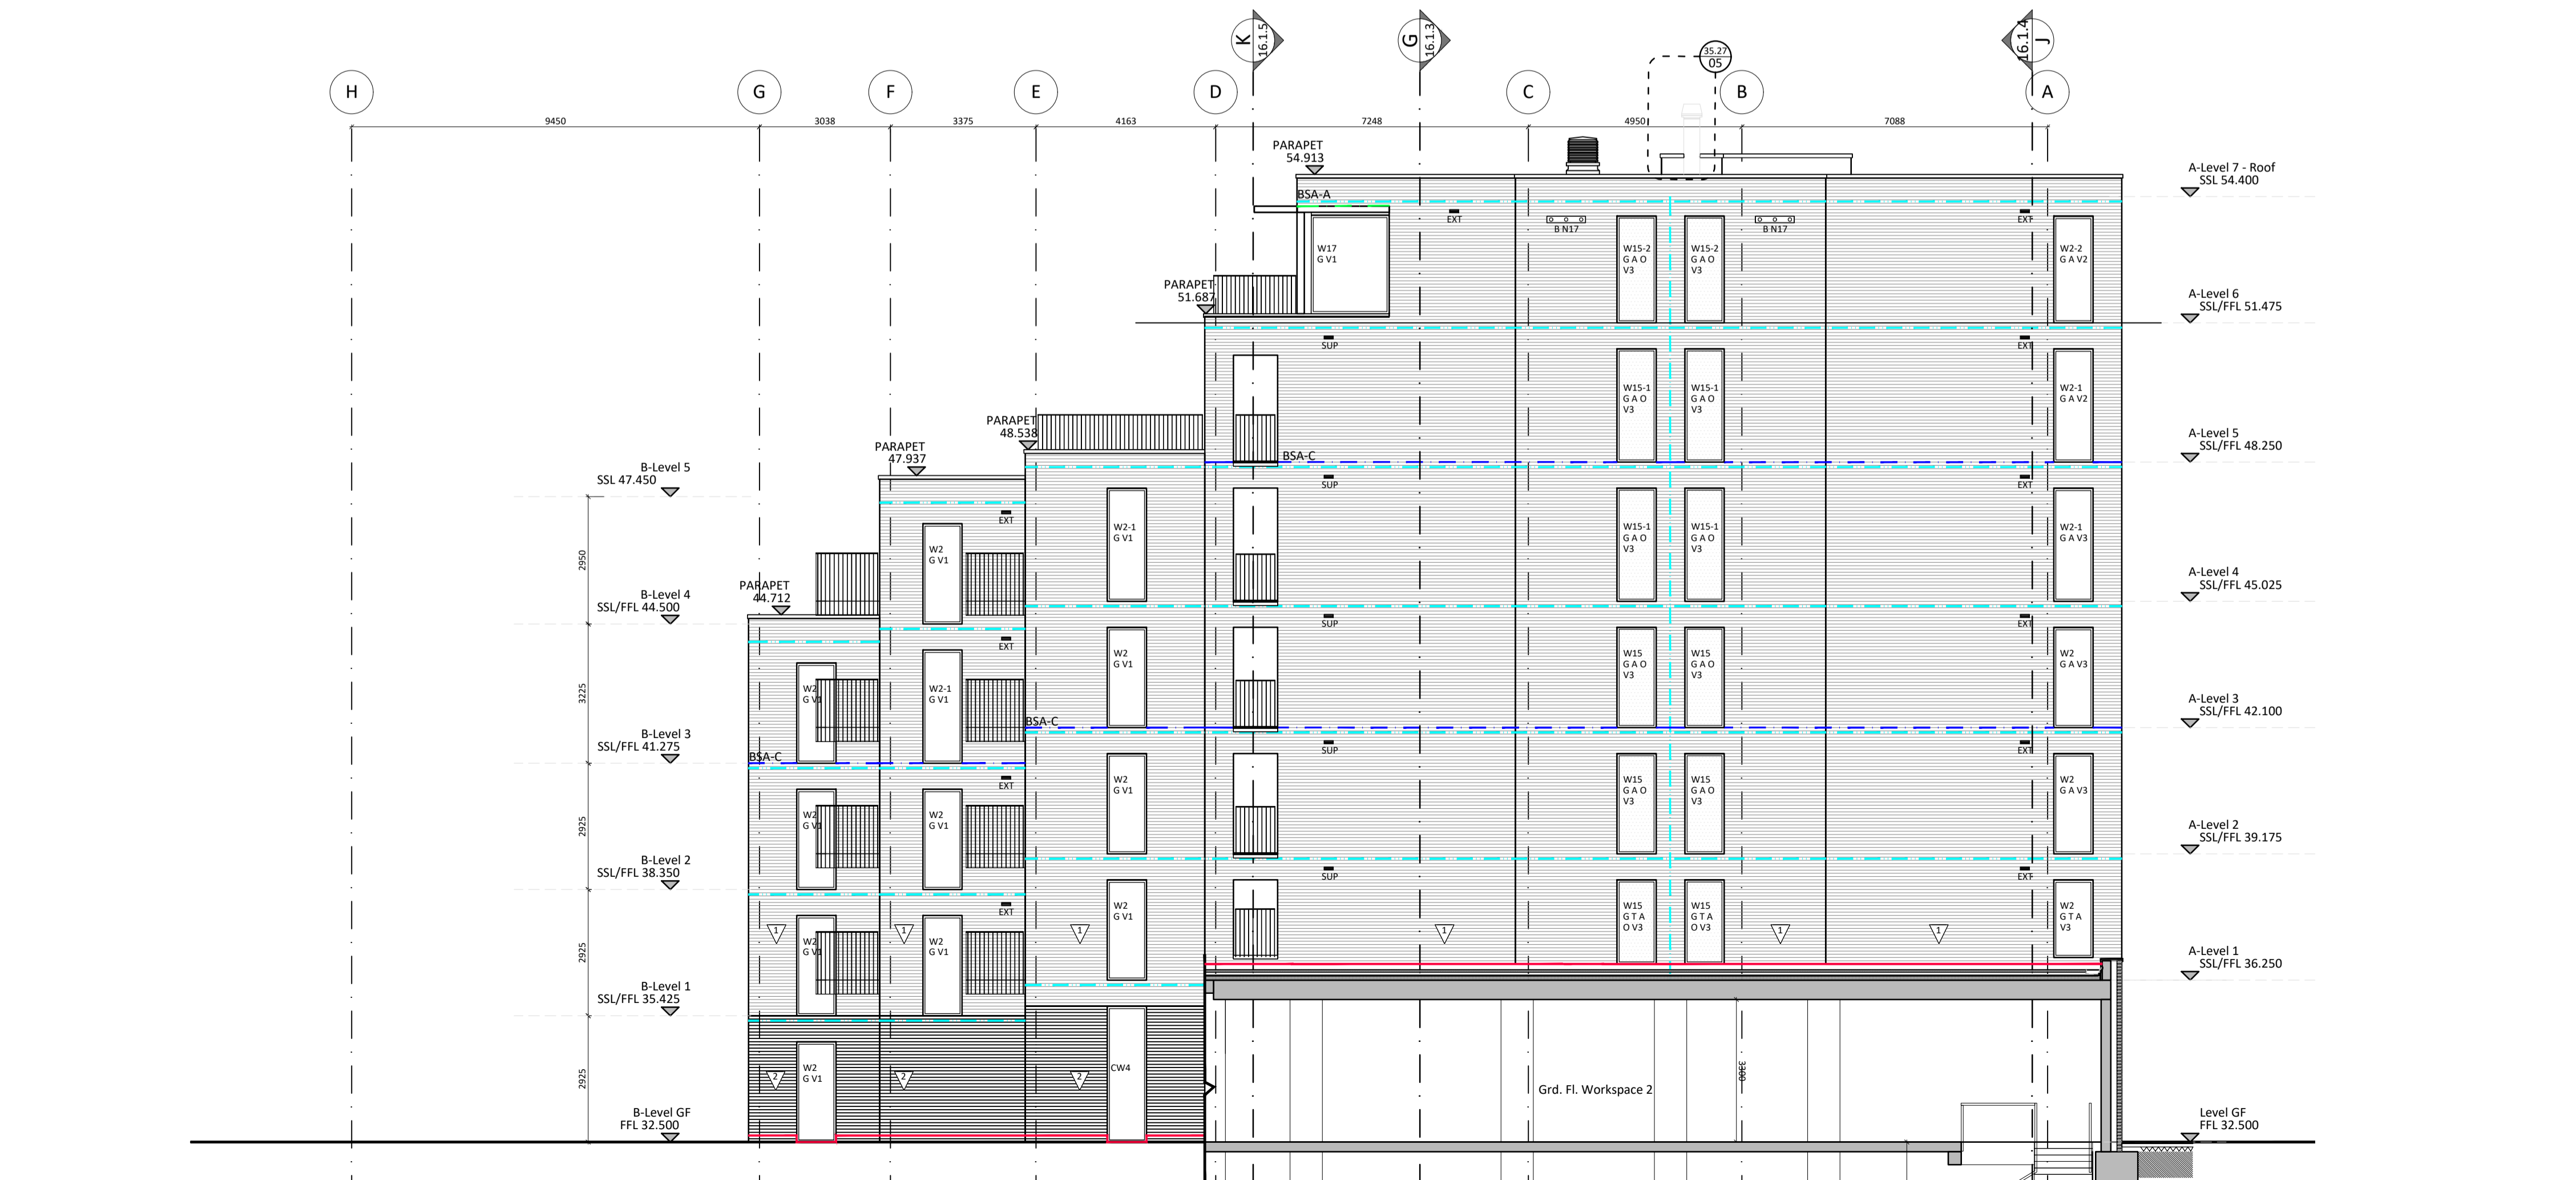 K
16.1.5
G
16.1.3
16.1.4
J
35.27
05
H
G
F
E
D
C
B
A
9450
3038
3375
4163
7248
4950
7088
PARAPET
54.913
A-Level 7 - Roof
SSL 54.400
BSA-A
EXT
B N17
B N17
EXT
W17
G V1
W15-2
G A O
V3
W15-2
G A O
V3
W2-2
G A V2
PARAPET
51.687
A-Level 6
SSL/FFL 51.475
SUP
EXT
W15-1
G A O
V3
W15-1
G A O
V3
W2-1
G A V2
PARAPET
48.538
A-Level 5
SSL/FFL 48.250
PARAPET
47.937
BSA-C
B-Level 5
SSL 47.450
SUP
EXT
EXT
W2-1
G V1
W15-1
G A O
V3
W15-1
G A O
V3
W2-1
G A V3
W2
G V1
2950
PARAPET
44.712
B-Level 4
SSL/FFL 44.500
A-Level 4
SSL/FFL 45.025
SUP
EXT
EXT
W2
G V1
W15
G A O
V3
W15
G A O
V3
W2
G A V3
W2
G V1
W2-1
G V1
3225
A-Level 3
SSL/FFL 42.100
BSA-C
B-Level 3
SSL/FFL 41.275
BSA-C
SUP
EXT
EXT
W2
G V1
W15
G A O
V3
W15
G A O
V3
W2
G A V3
W2
G V1
W2
G V1
2925
A-Level 2
SSL/FFL 39.175
B-Level 2
SSL/FFL 38.350
SUP
EXT
EXT
W2
G V1
W15
G T A
O V3
W15
G T A
O V3
W2
G T A
V3
1
1
1
1
1
1
W2
G V1
W2
G V1
2925
A-Level 1
SSL/FFL 36.250
B-Level 1
SSL/FFL 35.425
W2
G V1
CW4
2
2
2
2925
3300
Grd. Fl. Workspace 2
B-Level GF
FFL 32.500
Level GF
FFL 32.500